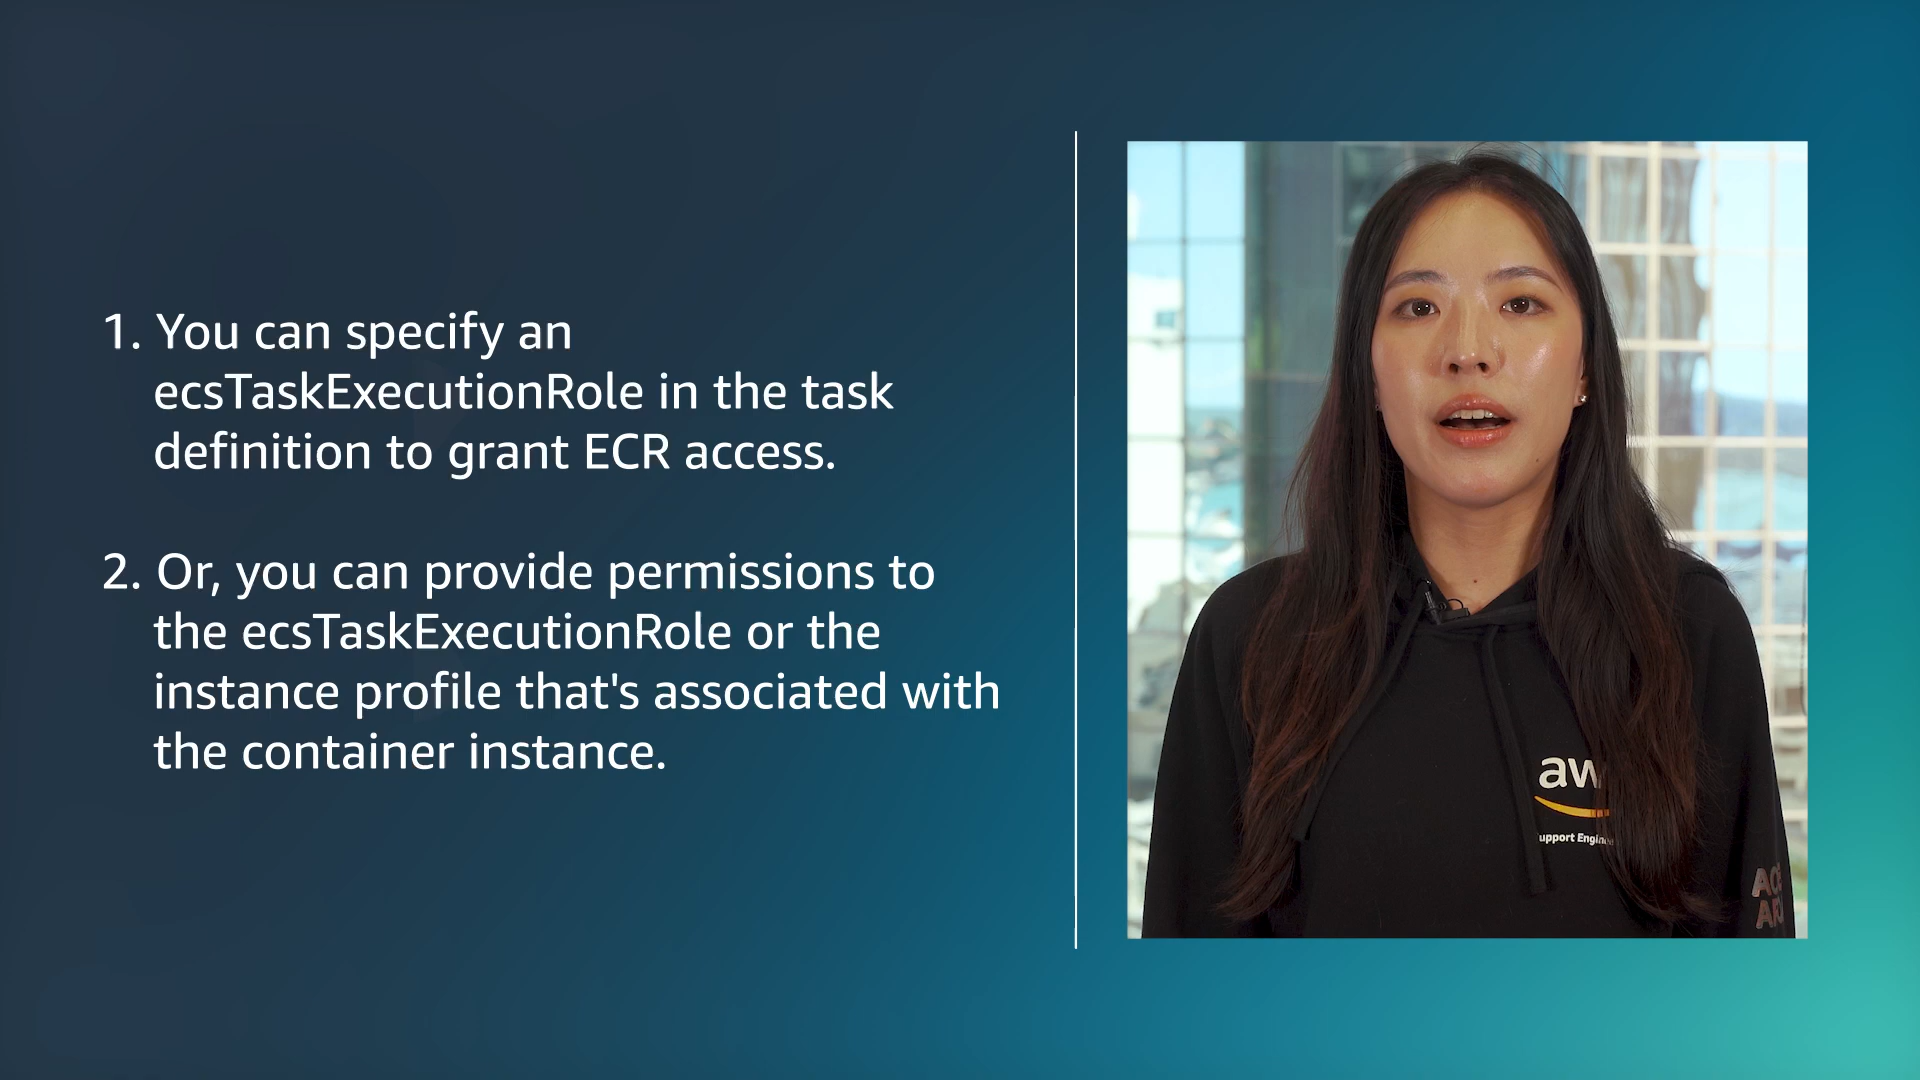 1. You can specify an
ecsTaskExecutionRole in the task
definition to grant ECR access.
2. Or, you can provide permissions to
the ecsTaskExecutionRole or the
instance profile that's associated with
the container instance.